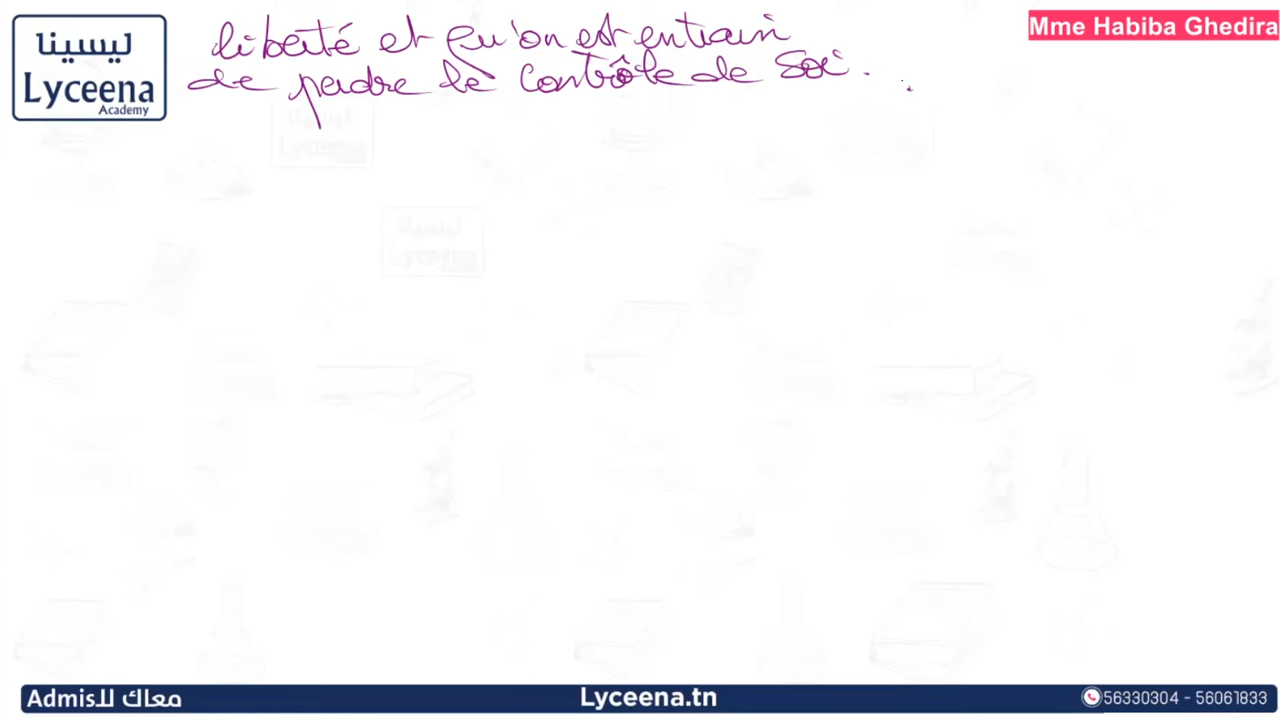 ليسينا
Lyceena
Academy
Mme Habiba Ghedira
liberté et qu'on est entrain
de perdre le contrôle de soi.
معاك للـAdmis
Lyceena.tn
56330304 - 56061833